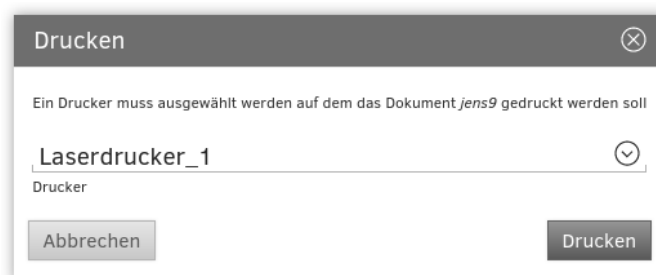 Drucken
Ein Drucker muss ausgewählt werden auf dem das Dokument jens9 gedruckt werden soll
Laserdrucker_1
Drucker
Abbrechen Drucken